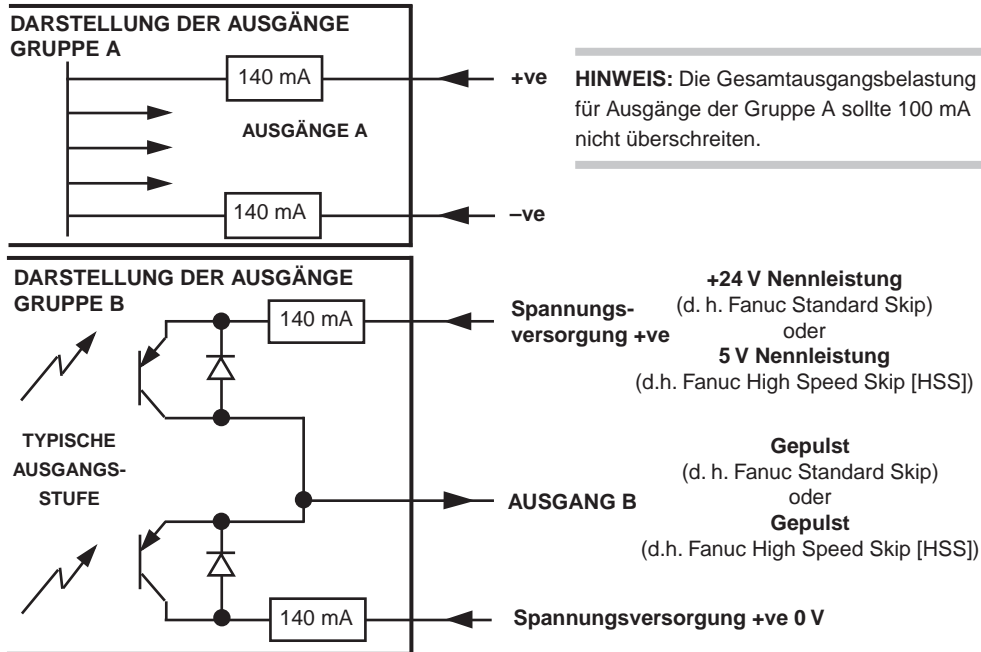 DARSTELLUNG DER AUSGÄNGE
GRUPPE A
140 mA
+ve
AUSGÄNGE A
140 mA
–ve
HINWEIS: Die Gesamtausgangsbelastung
für Ausgänge der Gruppe A sollte 100 mA
nicht überschreiten.
DARSTELLUNG DER AUSGÄNGE
GRUPPE B
140 mA
Spannungs-
versorgung +ve
+24 V Nennleistung
(d. h. Fanuc Standard Skip)
oder
5 V Nennleistung
(d.h. Fanuc High Speed Skip [HSS])
TYPISCHE
AUSGANGS-
STUFE
AUSGANG B
Gepulst
(d. h. Fanuc Standard Skip)
oder
Gepulst
(d.h. Fanuc High Speed Skip [HSS])
140 mA
Spannungsversorgung +ve 0 V